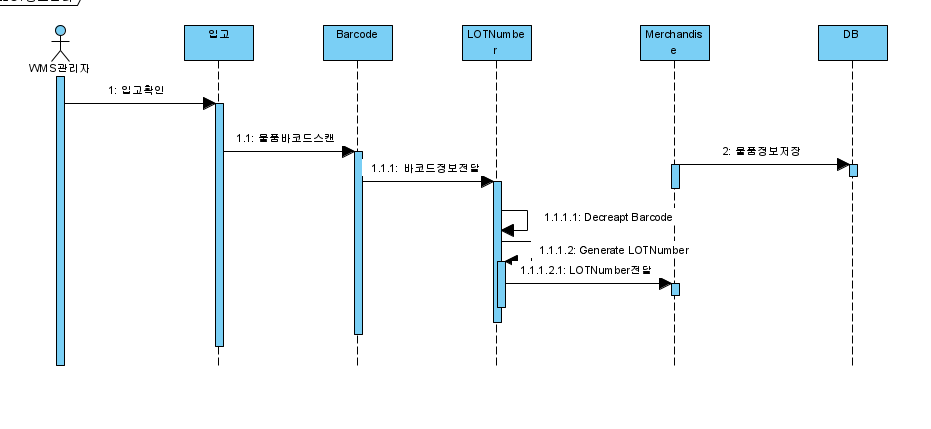 입고
Barcode
LOTNumbe
r
Merchandis
e
DB
WMS관리자
1: 입고확인
1.1: 물품바코드스캔
2: 물품정보저장
1.1.1: 바코드정보전달
1.1.1.1: Decreapt Barcode
1.1.1.2: Generate LOTNumber
1.1.1.2.1: LOTNumber전달